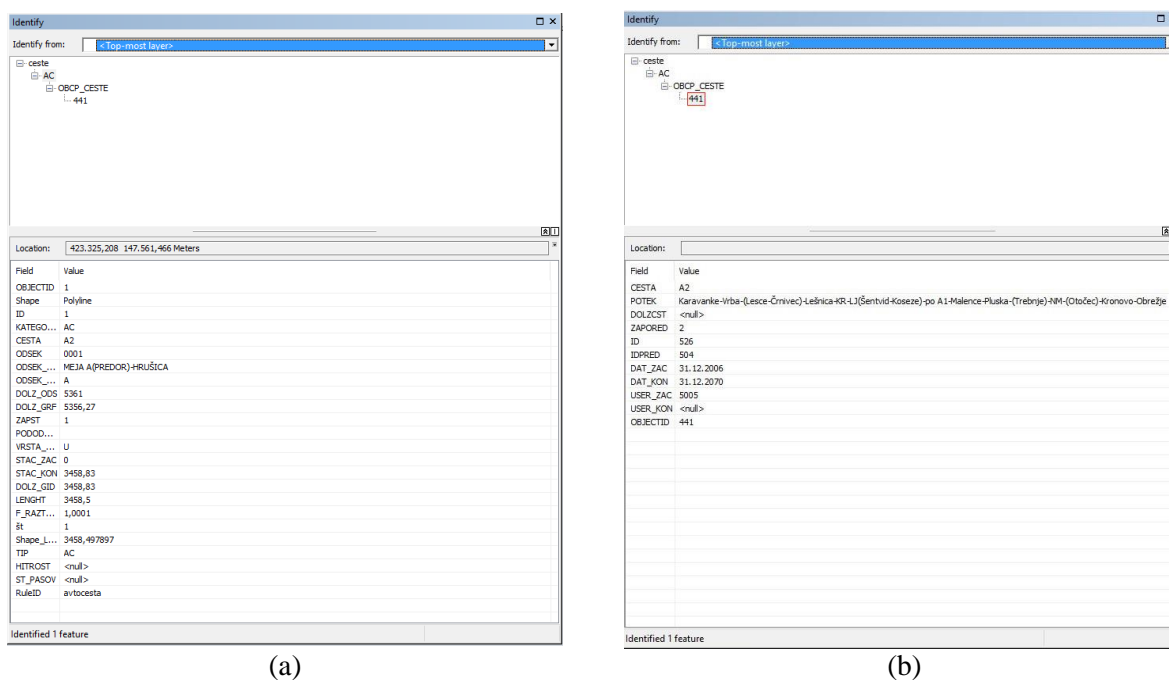 Identify
Identify from: <Top-most layer>
ceste
AC
OBCP_CESTE
441
Location: 423.325,208 147.561,466 Meters
Field Value
OBJECTID 1
Shape Polyline
ID 1
KATEGO... AC
CESTA A2
ODSEK 0001
ODSEK_... MEJA A(PREDOR)-HRUŠICA
ODSEK_... A
DOLZ_ODS 5361
DOLZ_GRF 5356,27
ZAPST 1
PODOD...
VRSTA_... U
STAC_ZAC 0
STAC_KON 3458,83
DOLZ_GID 3458,83
LENGHT 3458,5
F_RAZT... 1,0001
št 1
Shape_L... 3458,497897
TIP AC
HITROST <null>
ST_PASOV <null>
RuleID avtocesta
Identified 1 feature
(a)
Identify
Identify from: <Top-most layer>
ceste
AC
OBCP_CESTE
441
Location:
Field Value
CESTA A2
POTEK Karavanke-Vrba-(Lesce-Črnivec)-Lešnica-KR-LJ(Šentvid-Koseze)-po A1-Malence-Pluska-(Trebnje)-NM-(Otočec)-Kronovo-Obrežje
DOLZCST <null>
ZAPORED 2
ID 526
IDPRED 504
DAT_ZAC 31.12.2006
DAT_KON 31.12.2070
USER_ZAC 5005
USER_KON <null>
OBJECTID 441
Identified 1 feature
(b)